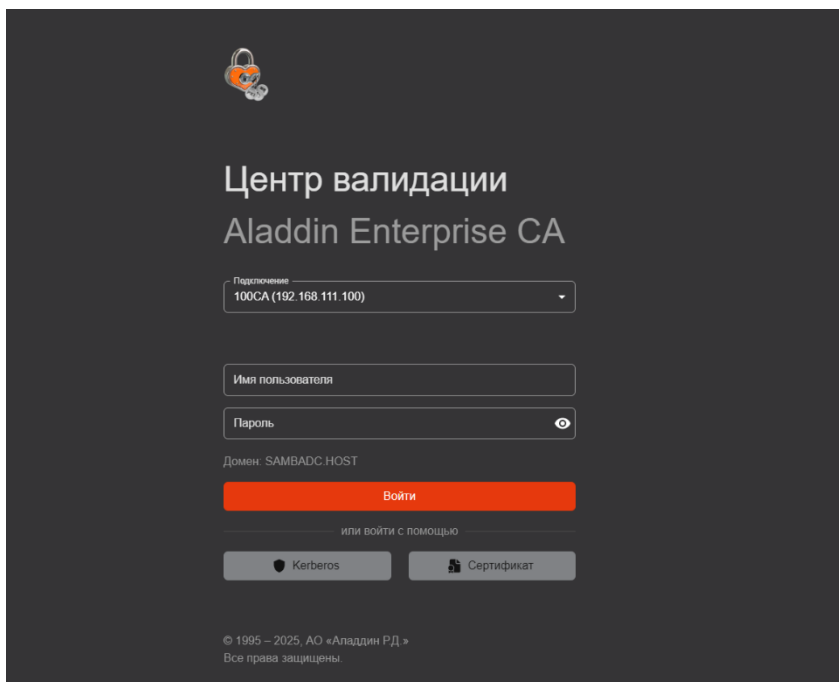 Центр валидации
Aladdin Enterprise CA
Подключение
100CA (192.168.111.100)
Имя пользователя
Пароль
Домен: SAMBADC.HOST
Войти
или войти с помощью
Kerberos Сертификат
© 1995 – 2025, АО «Аладдин Р.Д.»
Все права защищены.